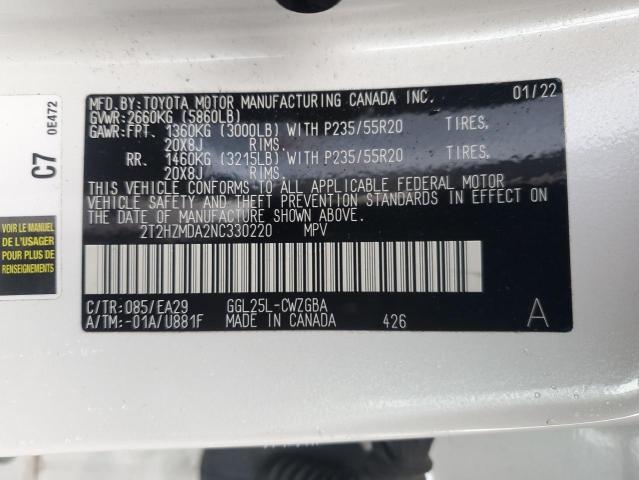 MFD.BY:TOYOTA MOTOR MANUFACTURING CANADA INC. 01/22
GVWR:2660KG (5860LB)
GAWR:FRT. 1360KG (3000LB) WITH P235/55R20 TIRES,
20X8J RIMS.
RR. 1460KG (3215LB) WITH P235/55R20 TIRES,
20X8J RIMS.
THIS VEHICLE CONFORMS TO ALL APPLICABLE FEDERAL MOTOR
VEHICLE SAFETY AND THEFT PREVENTION STANDARDS IN EFFECT ON
THE DATE OF MANUFACTURE SHOWN ABOVE.
2T2HZMDA2NC330220 MPV
C/TR:085/EA29 GGL25L-CWZGBA
A/TM:-01A/U881F MADE IN CANADA 426 A
C7 0E472
VOIR LE MANUEL
DE L'USAGER
POUR PLUS DE
RENSEIGNEMENTS